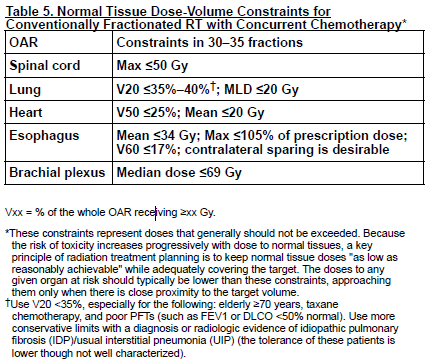 Table 5. Normal Tissue Dose-Volume Constraints for
Conventionally Fractionated RT with Concurrent Chemotherapy*
OAR Constraints in 30–35 fractions
Spinal cord Max ≤50 Gy
Lung V20 ≤35%–40%†; MLD ≤20 Gy
Heart V50 ≤25%; Mean ≤20 Gy
Esophagus Mean ≤34 Gy; Max ≤105% of prescription dose;
V60 ≤17%; contralateral sparing is desirable
Brachial plexus Median dose ≤69 Gy
Vxx = % of the whole OAR receiving ≥xx Gy.
*These constraints represent doses that generally should not be exceeded. Because
the risk of toxicity increases progressively with dose to normal tissues, a key
principle of radiation treatment planning is to keep normal tissue doses "as low as
reasonably achievable" while adequately covering the target. The doses to any
given organ at risk should typically be lower than these constraints, approaching
them only when there is close proximity to the target volume.
†Use V20 <35%, especially for the following: elderly ≥70 years, taxane
chemotherapy, and poor PFTs (such as FEV1 or DLCO <50% normal). Use more
conservative limits with a diagnosis or radiologic evidence of idiopathic pulmonary
fibrosis (IDP)/usual interstitial pneumonia (UIP) (the tolerance of these patients is
lower though not well characterized).